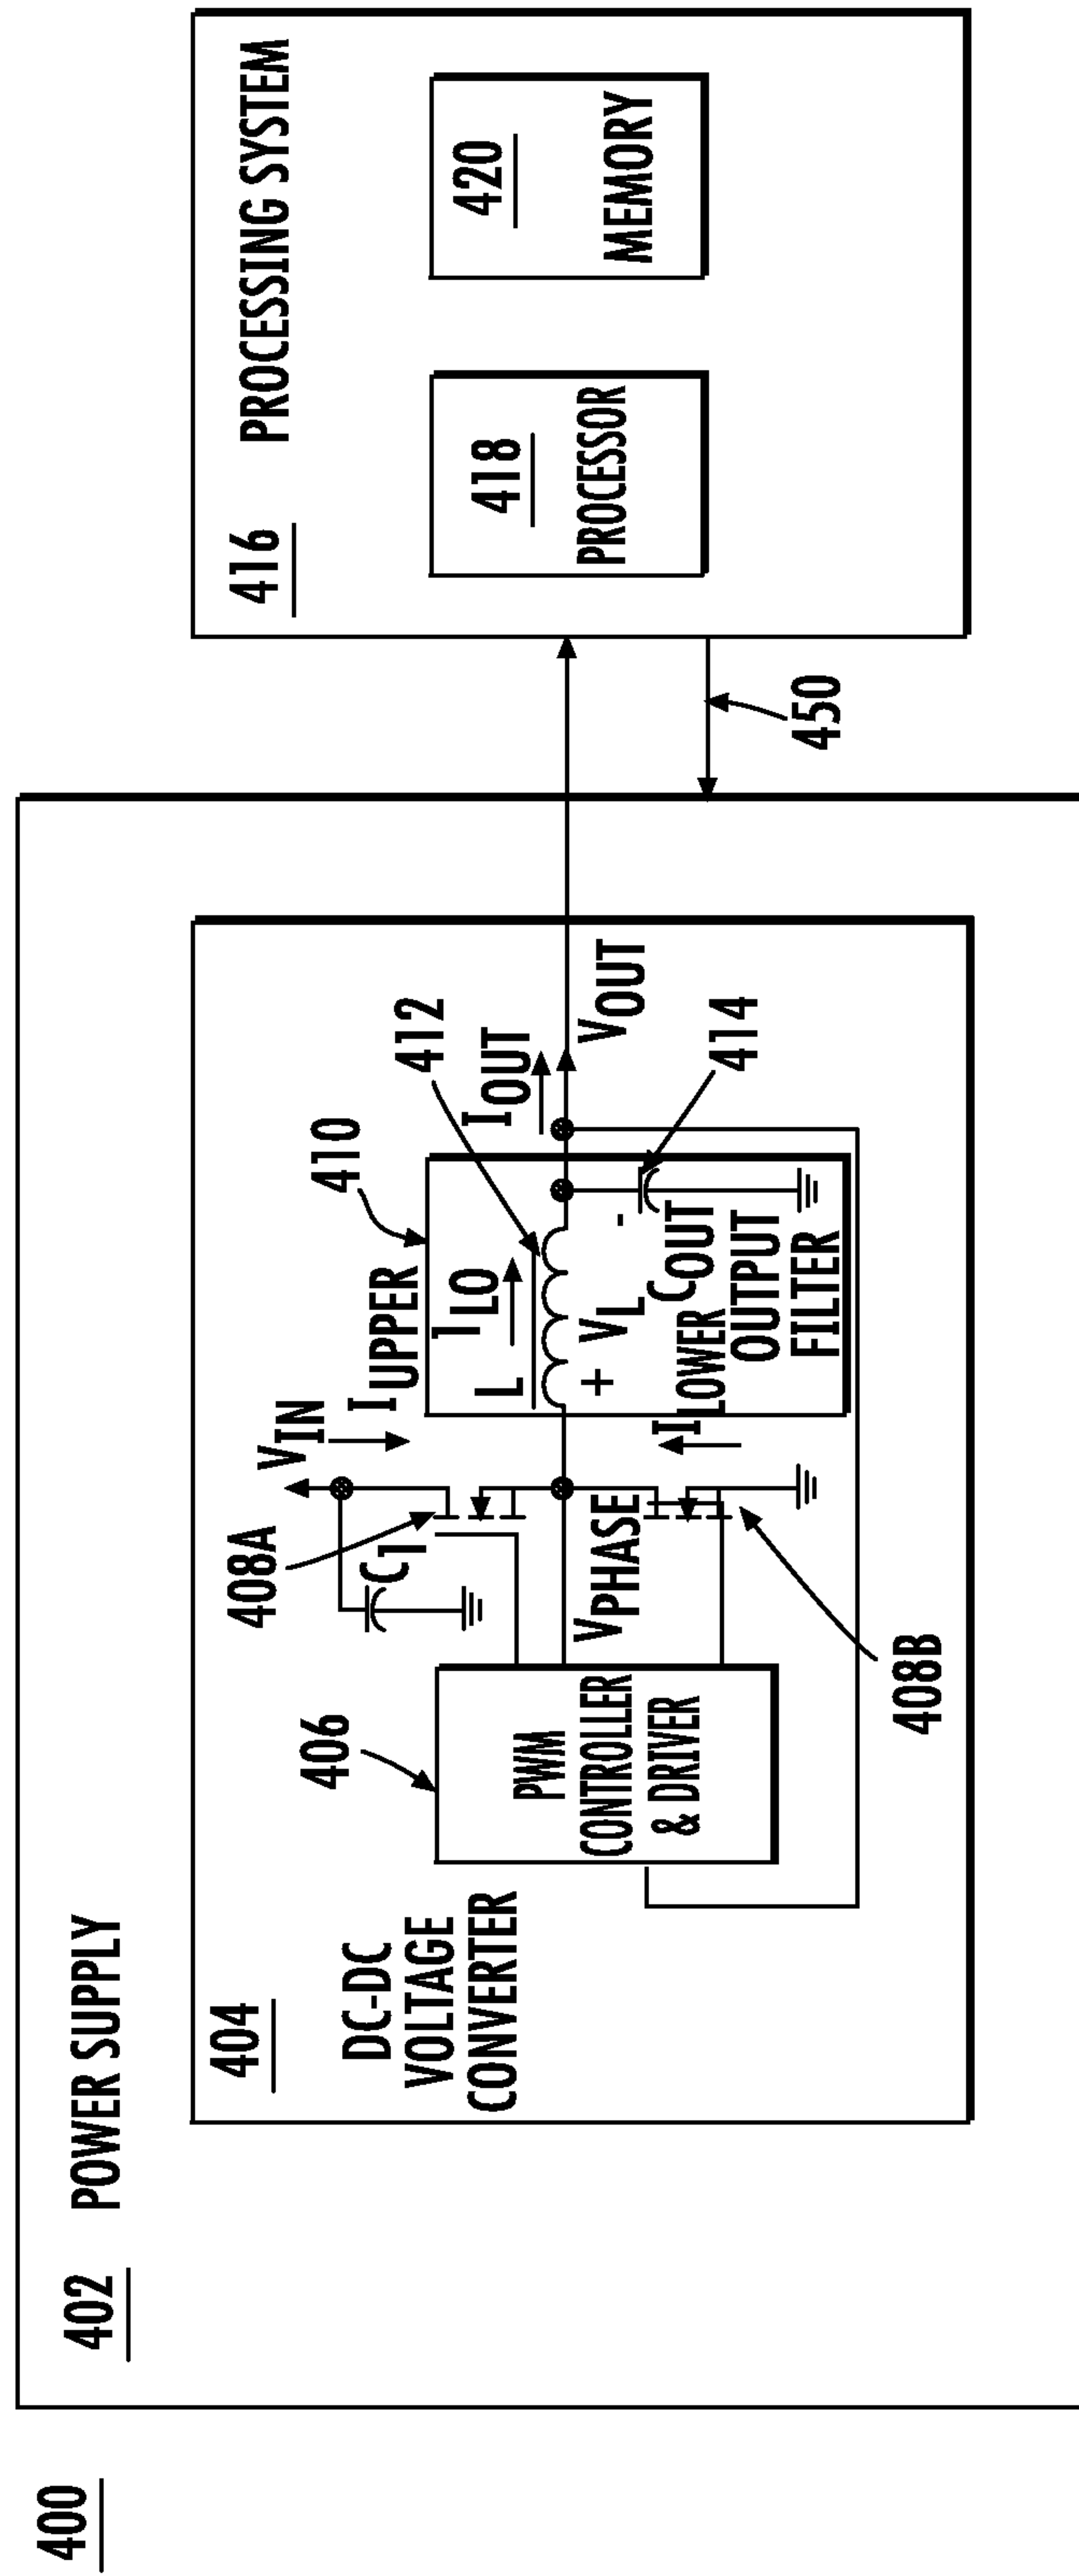 400
402
POWER SUPPLY
404
DC-DC
VOLTAGE
CONVERTER
406
PWM
CONTROLLER
& DRIVER
408A
C1
VIN
IUPPER
VPHASE
ILOWER
408B
410
412
L
ILO
+ VL -
COUT
OUTPUT
FILTER
IOUT
VOUT
414
450
416
PROCESSING SYSTEM
418
PROCESSOR
420
MEMORY